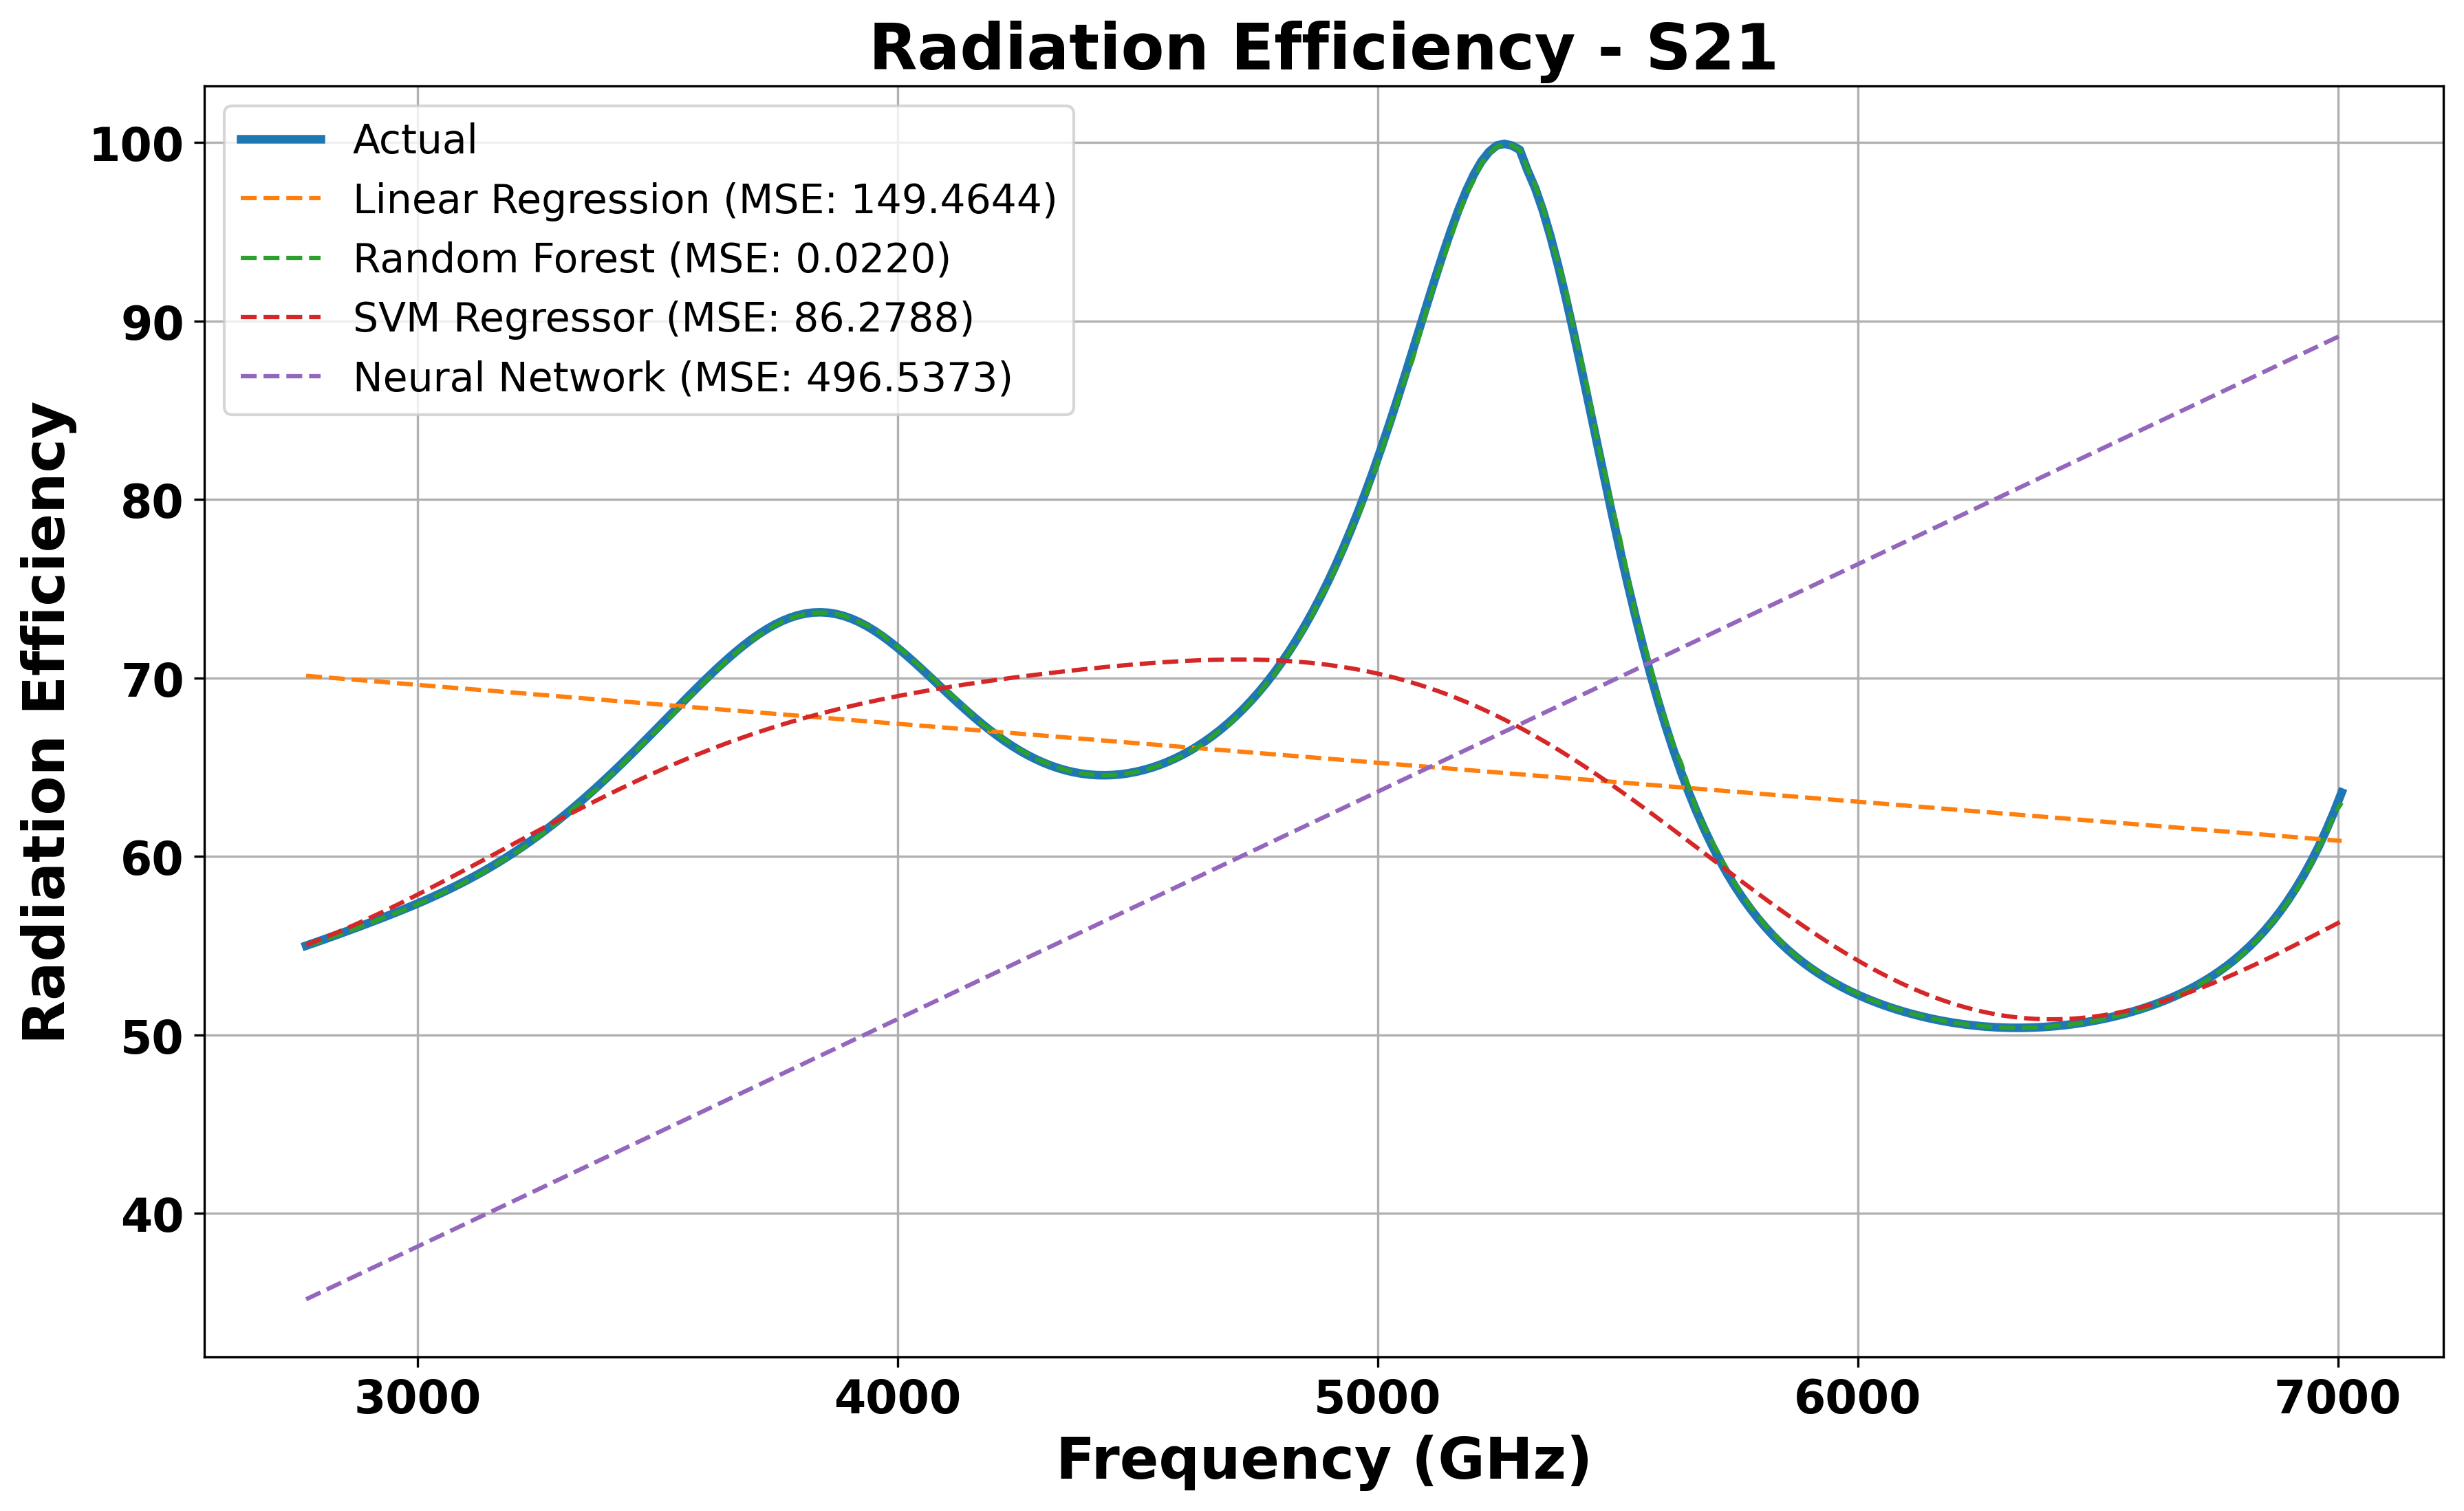 Radiation Efficiency - S21
Actual
Linear Regression (MSE: 149.4644)
Random Forest (MSE: 0.0220)
SVM Regressor (MSE: 86.2788)
Neural Network (MSE: 496.5373)
Radiation Efficiency
100
90
80
70
60
50
40
3000 4000 5000 6000 7000
Frequency (GHz)